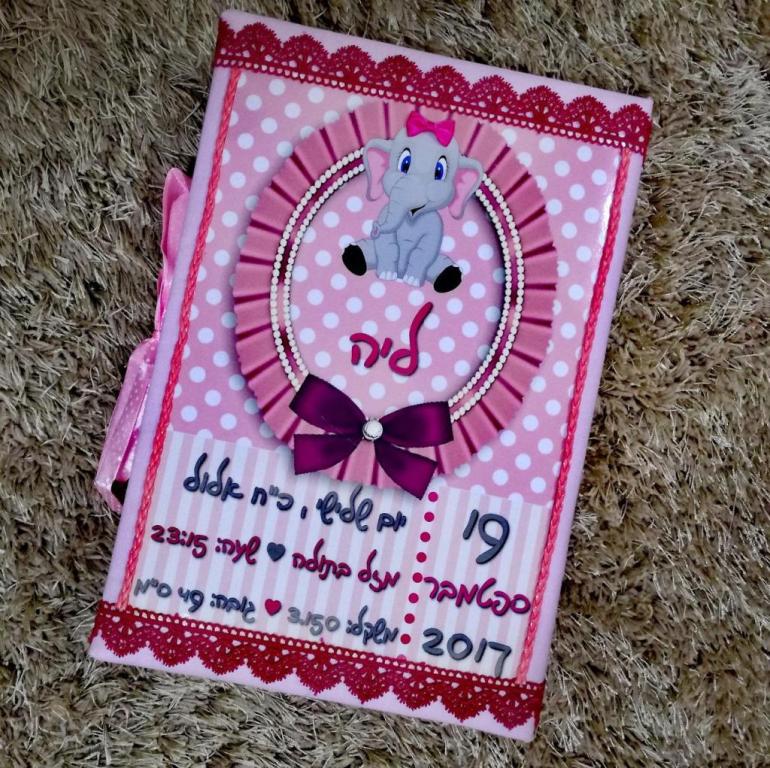 ליה
יום שלישי, כ"ח אלול
מזל בתולה ♥ שעה: 23:15
משקל: 3.150 ♥ גובה: 49 ס"מ
19
ספטמבר
2017